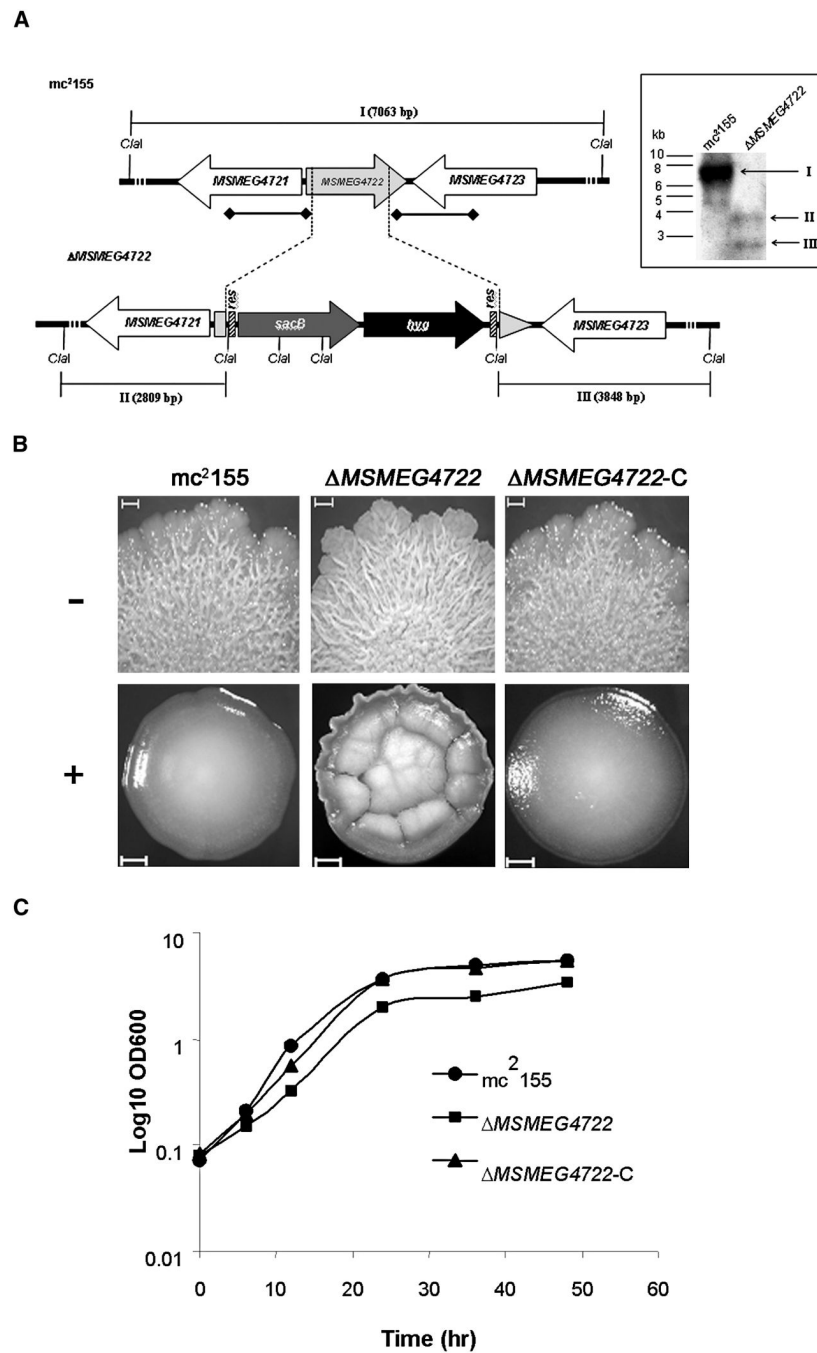 A
mc²155
I (7063 bp)
ClaI
ClaI
MSMEG4721
MSMEG4722
MSMEG4723
ΔMSMEG4722
res
res
MSMEG4721
sacB
hyg
MSMEG4723
ClaI
ClaI
ClaI
ClaI
ClaI
ClaI
II (2809 bp)
III (3848 bp)
mc²155
ΔMSMEG4722
kb
10
8
6
5
4
3
I
II
III
B
mc²155 ΔMSMEG4722 ΔMSMEG4722-C
-
+
C
Log10 OD600
10
1
0.1
0.01
mc²155
ΔMSMEG4722
ΔMSMEG4722-C
0 10 20 30 40 50 60
Time (hr)